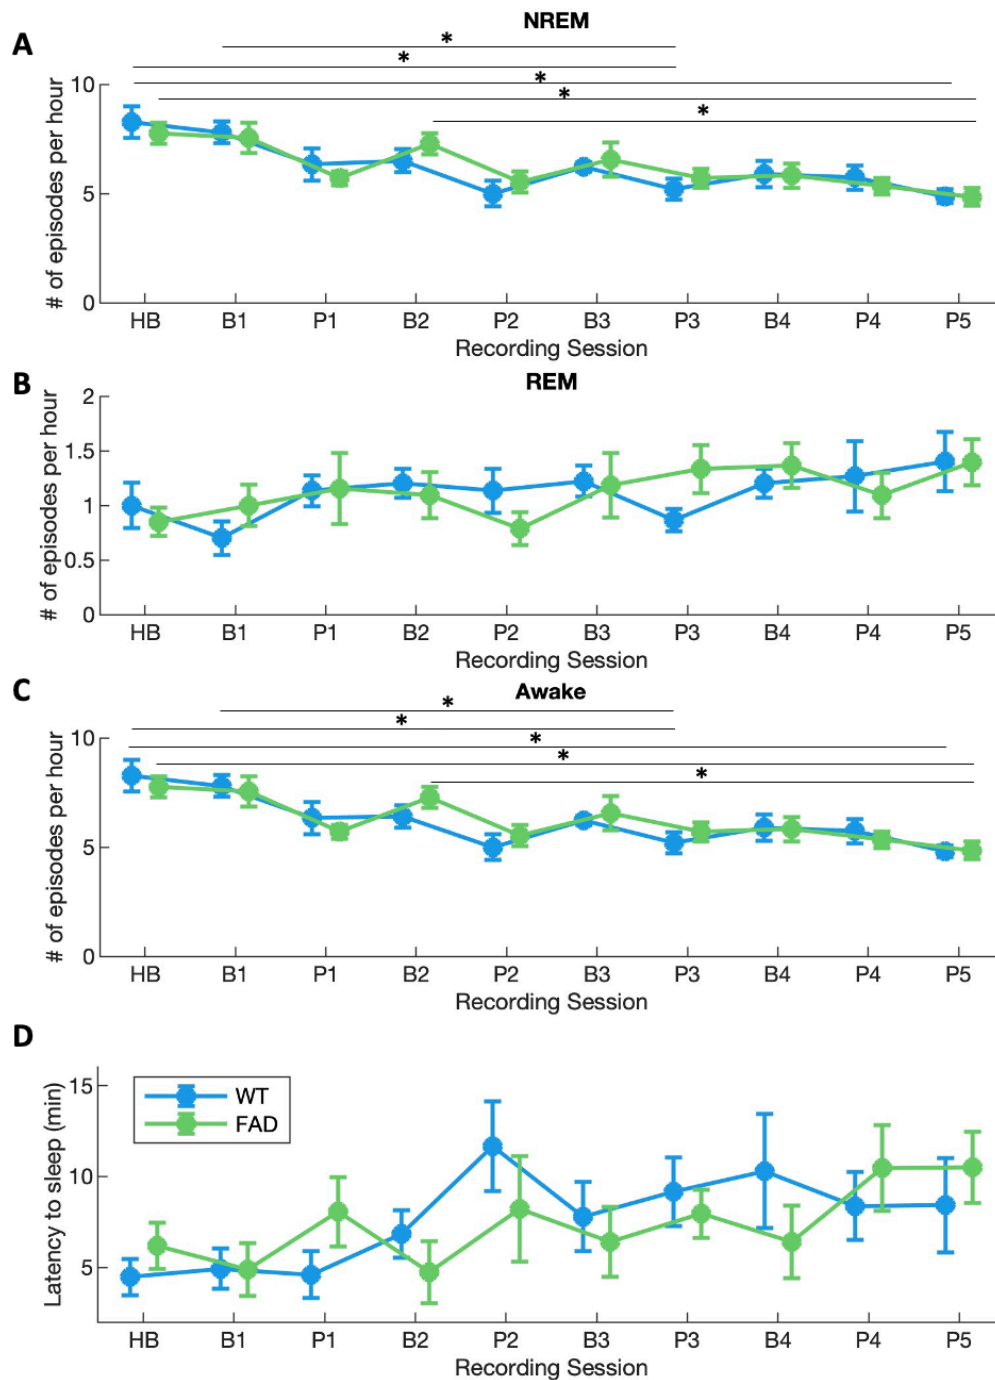 A
NREM
*
*
*
*
*
# of episodes per hour
10
5
0
HB B1 P1 B2 P2 B3 P3 B4 P4 P5
Recording Session
B
REM
# of episodes per hour
2
1.5
1
0.5
0
HB B1 P1 B2 P2 B3 P3 B4 P4 P5
Recording Session
C
Awake
*
*
*
*
*
# of episodes per hour
10
5
0
HB B1 P1 B2 P2 B3 P3 B4 P4 P5
Recording Session
D
Latency to sleep (min)
15
10
5
WT
FAD
HB B1 P1 B2 P2 B3 P3 B4 P4 P5
Recording Session